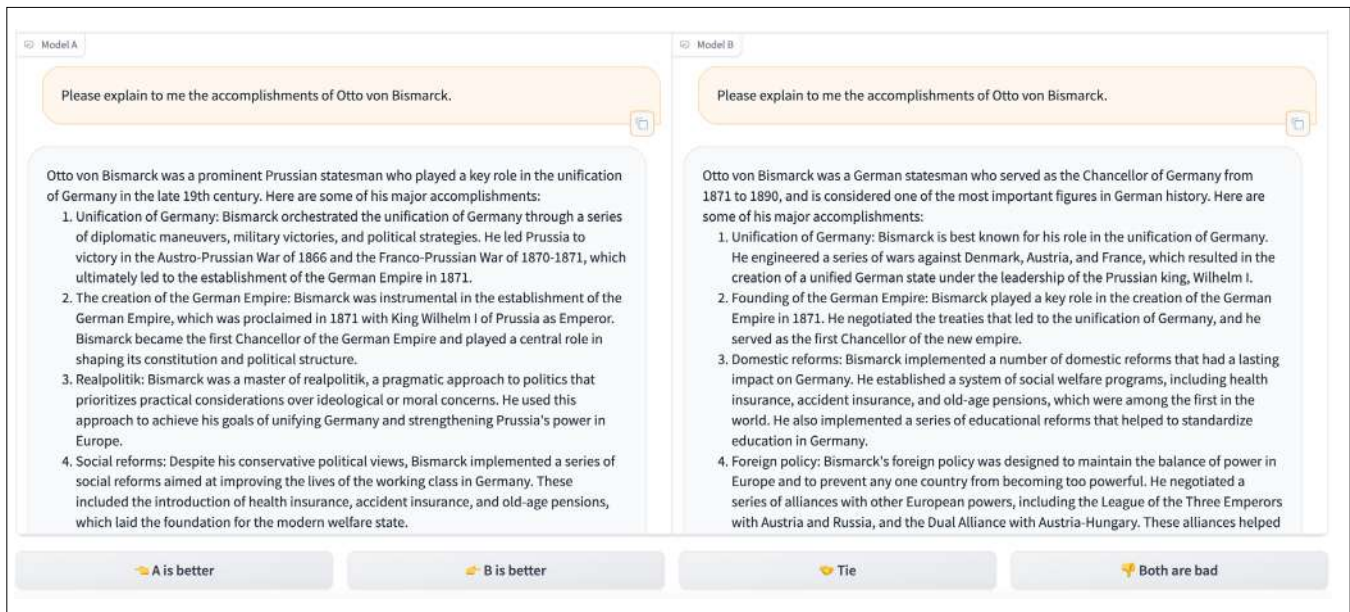 Model A
Please explain to me the accomplishments of Otto von Bismarck.
Otto von Bismarck was a prominent Prussian statesman who played a key role in the unification
of Germany in the late 19th century. Here are some of his major accomplishments:
1. Unification of Germany: Bismarck orchestrated the unification of Germany through a series
of diplomatic maneuvers, military victories, and political strategies. He led Prussia to
victory in the Austro-Prussian War of 1866 and the Franco-Prussian War of 1870-1871, which
ultimately led to the establishment of the German Empire in 1871.
2. The creation of the German Empire: Bismarck was instrumental in the establishment of the
German Empire, which was proclaimed in 1871 with King Wilhelm I of Prussia as Emperor.
Bismarck became the first Chancellor of the German Empire and played a central role in
shaping its constitution and political structure.
3. Realpolitik: Bismarck was a master of realpolitik, a pragmatic approach to politics that
prioritizes practical considerations over ideological or moral concerns. He used this
approach to achieve his goals of unifying Germany and strengthening Prussia's power in
Europe.
4. Social reforms: Despite his conservative political views, Bismarck implemented a series of
social reforms aimed at improving the lives of the working class in Germany. These
included the introduction of health insurance, accident insurance, and old-age pensions,
which laid the foundation for the modern welfare state.
Model B
Please explain to me the accomplishments of Otto von Bismarck.
Otto von Bismarck was a German statesman who served as the Chancellor of Germany from
1871 to 1890, and is considered one of the most important figures in German history. Here are
some of his major accomplishments:
1. Unification of Germany: Bismarck is best known for his role in the unification of Germany.
He engineered a series of wars against Denmark, Austria, and France, which resulted in the
creation of a unified German state under the leadership of the Prussian king, Wilhelm I.
2. Founding of the German Empire: Bismarck played a key role in the creation of the German
Empire in 1871. He negotiated the treaties that led to the unification of Germany, and he
served as the first Chancellor of the new empire.
3. Domestic reforms: Bismarck implemented a number of domestic reforms that had a lasting
impact on Germany. He established a system of social welfare programs, including health
insurance, accident insurance, and old-age pensions, which were among the first in the
world. He also implemented a series of educational reforms that helped to standardize
education in Germany.
4. Foreign policy: Bismarck's foreign policy was designed to maintain the balance of power in
Europe and to prevent any one country from becoming too powerful. He negotiated a
series of alliances with other European powers, including the League of the Three Emperors
with Austria and Russia, and the Dual Alliance with Austria-Hungary. These alliances helped
👈 A is better
👉 B is better
🤝 Tie
👎 Both are bad